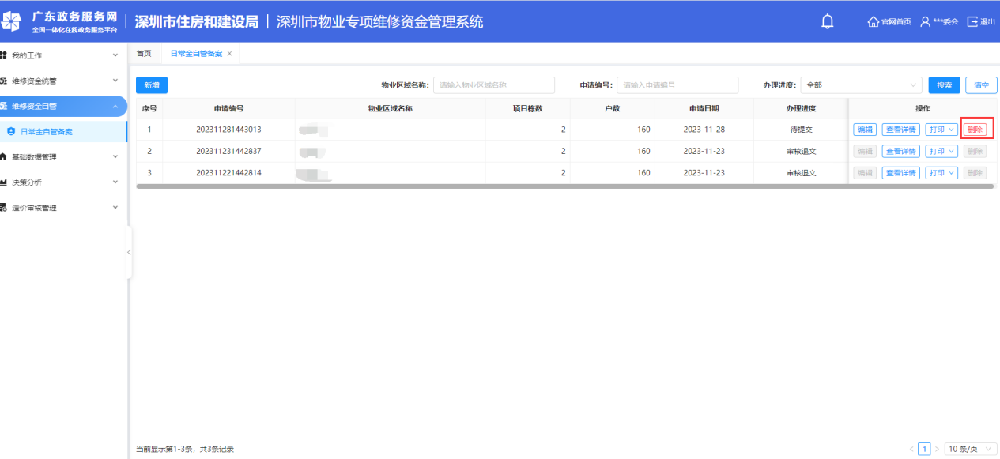 广东政务服务网
全国一体化在线政务服务平台
深圳市住房和建设局
深圳市物业专项维修资金管理系统
官网首页 ***委会 退出
我的工作
维修资金统管
维修资金自管
日常全自管备案
基础数据管理
决策分析
造价审核管理
首页 日常全自管备案 ×
新增 物业区域名称: 请输入物业区域名称 申请编号: 请输入申请编号 办理进度: 全部 搜索 清空
序号 申请编号 物业区域名称 项目栋数 户数 申请日期 办理进度 操作
1 202311281443013 2 160 2023-11-28 待提交 编辑 查看详情 打印 删除
2 202311231442837 2 160 2023-11-23 审核退文 编辑 查看详情 打印 删除
3 202311221442814 2 160 2023-11-23 审核退文 编辑 查看详情 打印 删除
当前显示第1-3条，共3条记录
< 1 > 10 条/页